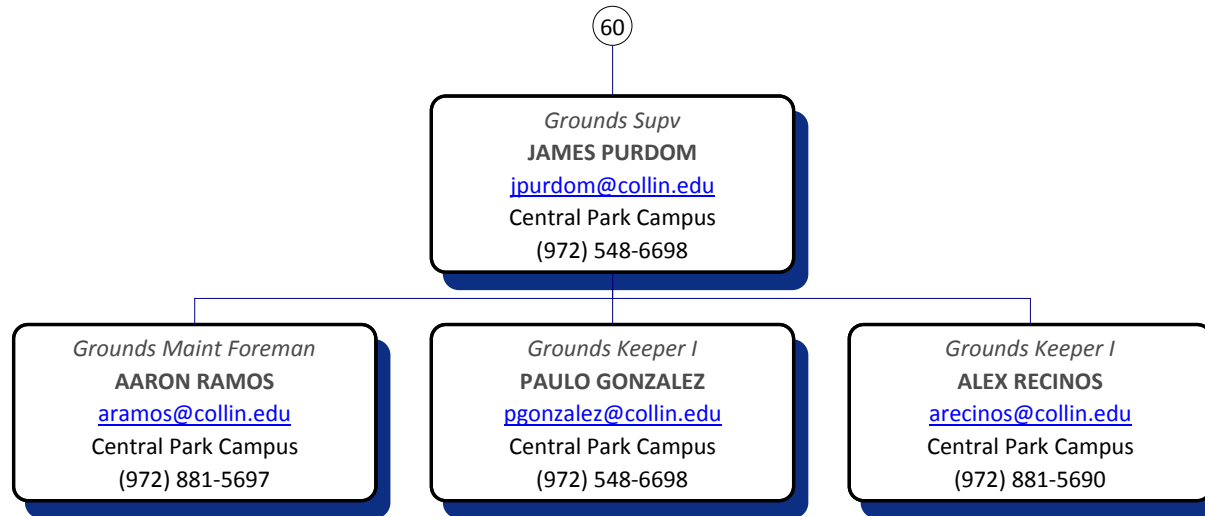 60
Grounds Supv
JAMES PURDOM
jpurdom@collin.edu
Central Park Campus
(972) 548-6698
Grounds Maint Foreman
AARON RAMOS
aramos@collin.edu
Central Park Campus
(972) 881-5697
Grounds Keeper I
PAULO GONZALEZ
pgonzalez@collin.edu
Central Park Campus
(972) 548-6698
Grounds Keeper I
ALEX RECINOS
arecinos@collin.edu
Central Park Campus
(972) 881-5690